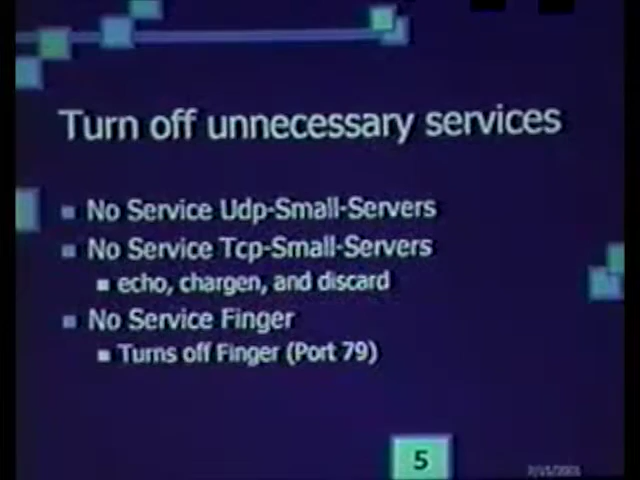 Turn off unnecessary services
No Service Udp-Small-Servers
No Service Tcp-Small-Servers
echo, chargen, and discard
No Service Finger
Turns off Finger (Port 79)
5